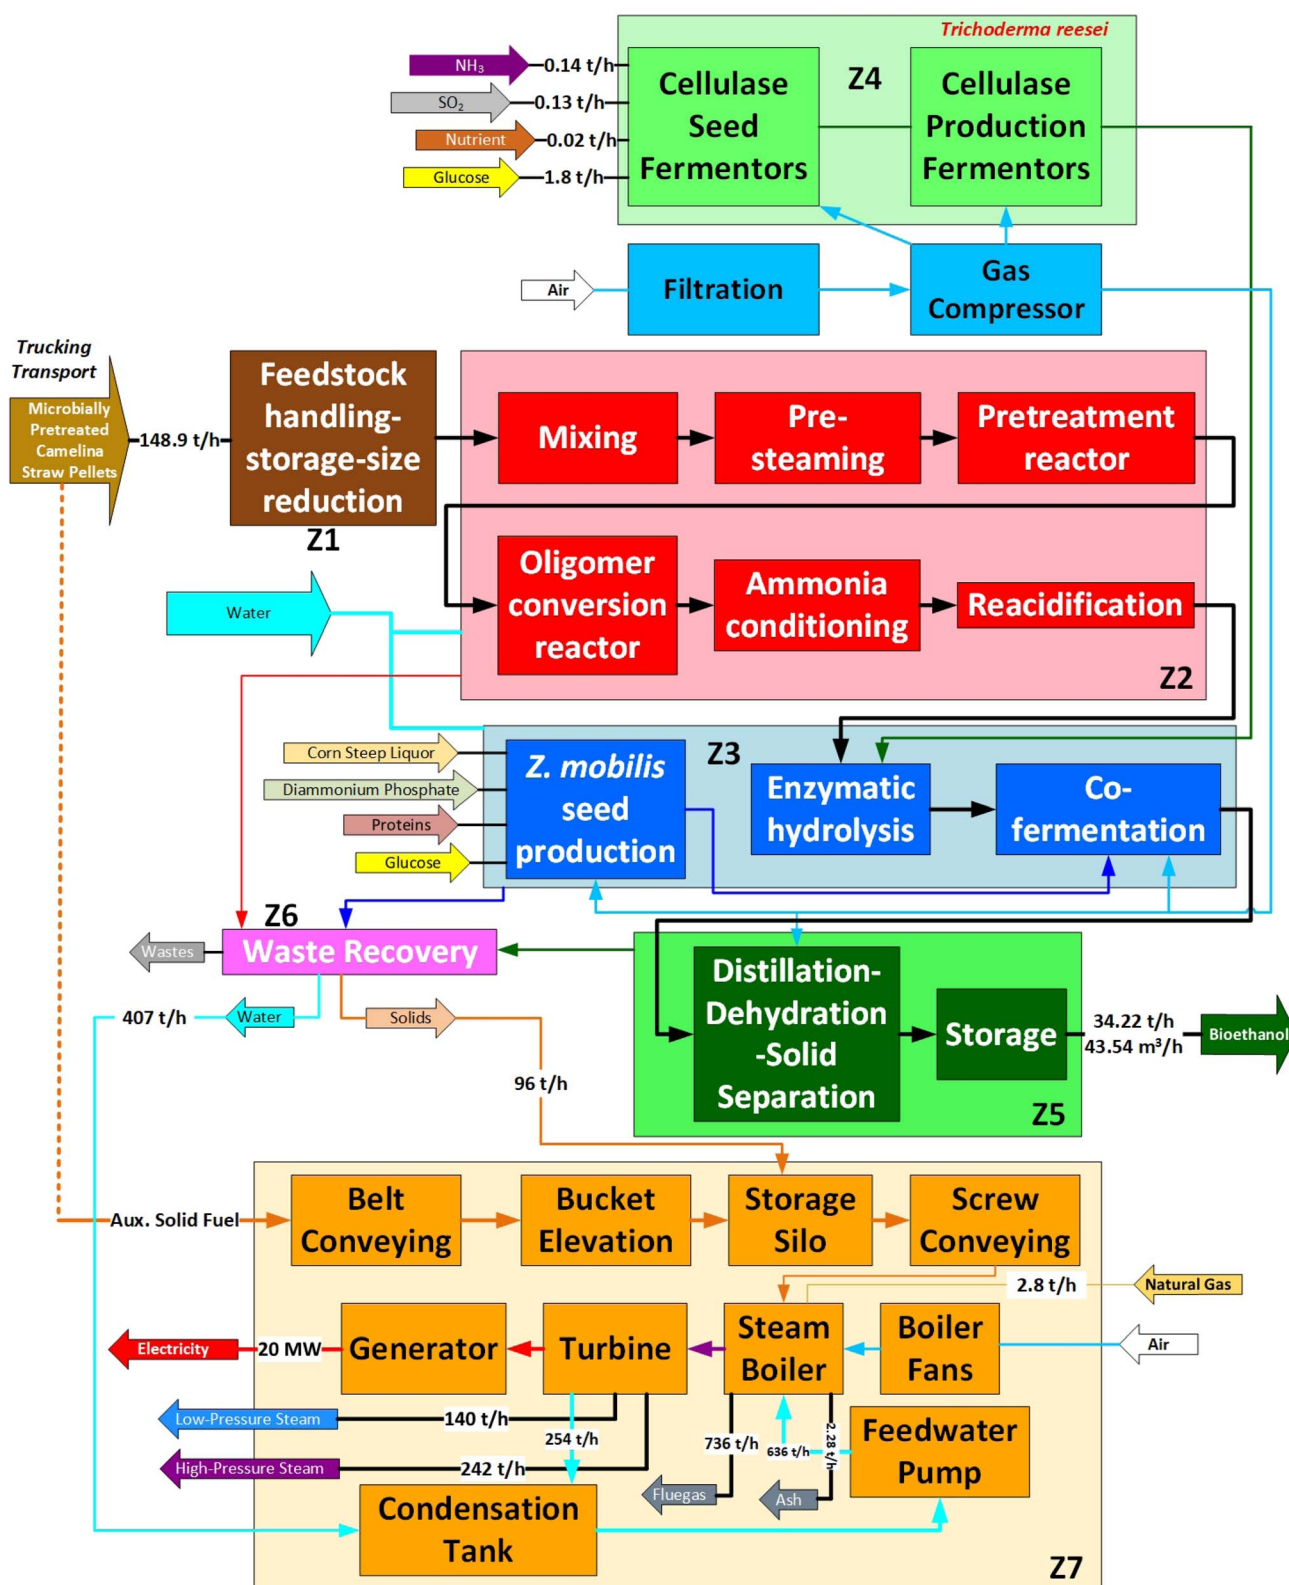 Trichoderma reesei
NH₃
0.14 t/h
SO₂
0.13 t/h
Nutrient
0.02 t/h
Glucose
1.8 t/h
Cellulase
Seed
Fermentors
Z4
Cellulase
Production
Fermentors
Air
Filtration
Gas
Compressor
Trucking
Transport
Microbially
Pretreated
Camelina
Straw Pellets
148.9 t/h
Feedstock
handling-
storage-size
reduction
Z1
Mixing
Pre-
steaming
Pretreatment
reactor
Oligomer
conversion
reactor
Ammonia
conditioning
Reacidification
Z2
Water
Corn Steep Liquor
Diammonium Phosphate
Proteins
Glucose
Z. mobilis
seed
production
Z3
Enzymatic
hydrolysis
Co-
fermentation
Z6
Wastes
Waste Recovery
407 t/h
Water
Solids
96 t/h
Distillation-
Dehydration
-Solid
Separation
Storage
Z5
34.22 t/h
43.54 m³/h
Bioethanol
Aux. Solid Fuel
Belt
Conveying
Bucket
Elevation
Storage
Silo
Screw
Conveying
2.8 t/h
Natural Gas
Electricity
20 MW
Generator
Turbine
Steam
Boiler
Boiler
Fans
Air
Low-Pressure Steam
140 t/h
254 t/h
736 t/h
636 t/h
2.28 t/h
Feedwater
Pump
High-Pressure Steam
242 t/h
Fluegas
Ash
Condensation
Tank
Z7